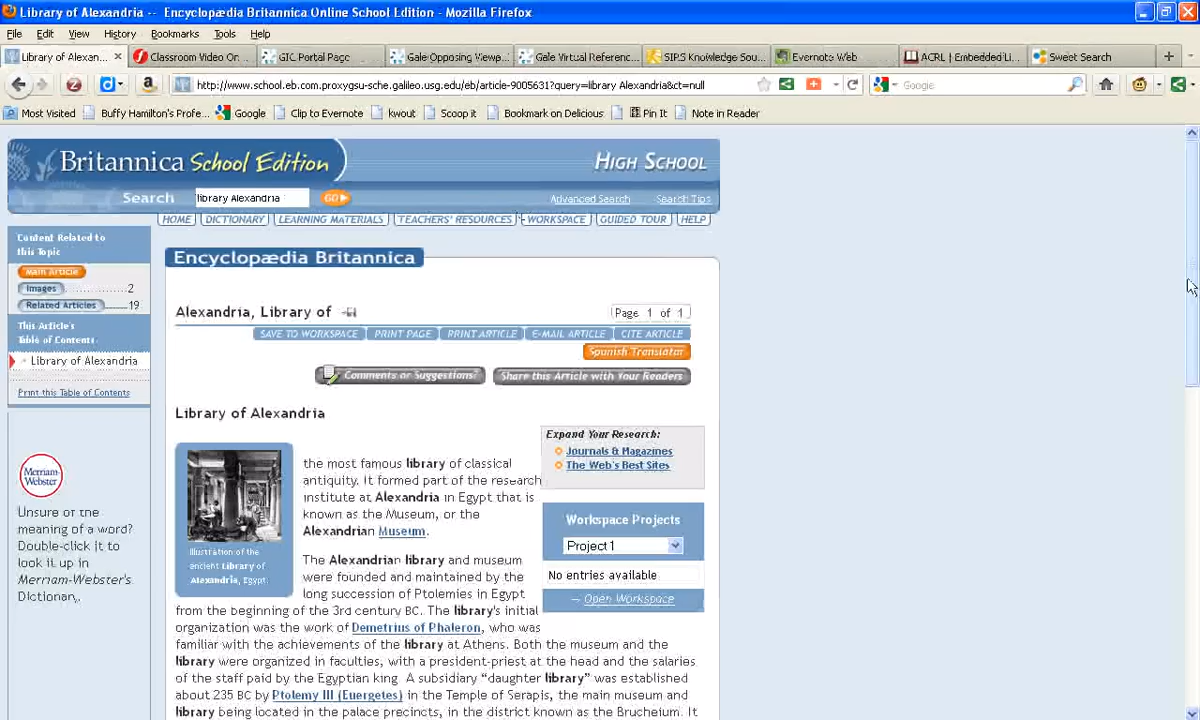 Library of Alexandria -- Encyclopædia Britannica Online School Edition - Mozilla Firefox
File Edit View History Bookmarks Tools Help
Library of Alexan... Classroom Video On ... GTC Portal Page Gale Opposing Viewp... Gale Virtual Referenc... SIRS Knowledge Sou... Evernote Web ACRL | Embedded Li... Sweet Search
http://www.school.eb.com.proxygsu-sche.galileo.usg.edu/eb/article-9005631?query=library Alexandria&ct=null Google
Most Visited Buffy Hamilton's Profe... Google Clip to Evernote kwout Scoop it Bookmark on Delicious Pin It Note in Reader
Britannica School Edition HIGH SCHOOL
Search library Alexandria GO Advanced Search Search Tips
HOME DICTIONARY LEARNING MATERIALS TEACHERS' RESOURCES WORKSPACE GUIDED TOUR HELP
Content Related to
this Topic
Main Article
Images 2
Related Articles 19
This Article's
Table of Contents
Library of Alexandria
Print this Table of Contents
Merriam-
Webster
Unsure of the
meaning of a word?
Double-click it to
look it up in
Merriam-Webster's
Dictionary.
Encyclopædia Britannica
Alexandria, Library of Page 1 of 1
SAVE TO WORKSPACE PRINT PAGE PRINT ARTICLE E-MAIL ARTICLE CITE ARTICLE
Spanish Translator
Comments or Suggestions? Share this Article with Your Readers
Library of Alexandria
Illustration of the
ancient Library of
Alexandria, Egypt.
the most famous library of classical
antiquity. It formed part of the research
institute at Alexandria in Egypt that is
known as the Museum, or the
Alexandrian Museum.
The Alexandrian library and museum
were founded and maintained by the
long succession of Ptolemies in Egypt
from the beginning of the 3rd century BC. The library's initial
organization was the work of Demetrius of Phaleron, who was
familiar with the achievements of the library at Athens. Both the museum and the
library were organized in faculties, with a president-priest at the head and the salaries
of the staff paid by the Egyptian king. A subsidiary “daughter library” was established
about 235 BC by Ptolemy III (Euergetes) in the Temple of Serapis, the main museum and
library being located in the palace precincts, in the district known as the Brucheium. It
Expand Your Research:
Journals & Magazines
The Web's Best Sites
Workspace Projects
Project 1
No entries available
— Open Workspace